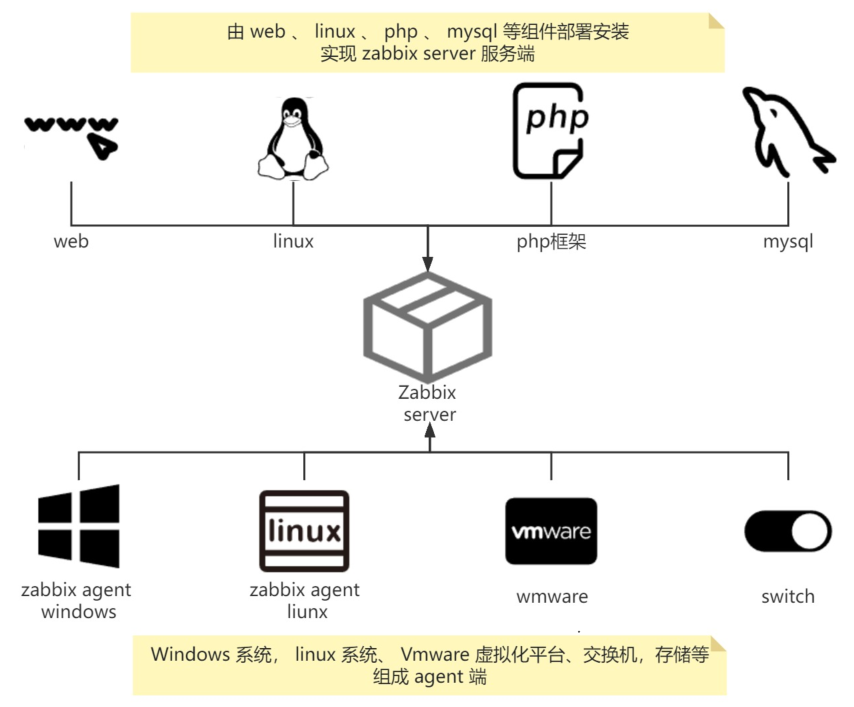 由 web 、 linux 、 php 、 mysql 等组件部署安装
实现 zabbix server 服务端
www
php
web
linux
php框架
mysql
Zabbix
server
linux
vmware
zabbix agent
windows
zabbix agent
liunx
wmware
switch
Windows 系统， linux 系统、 Vmware 虚拟化平台、交换机，存储等
组成 agent 端